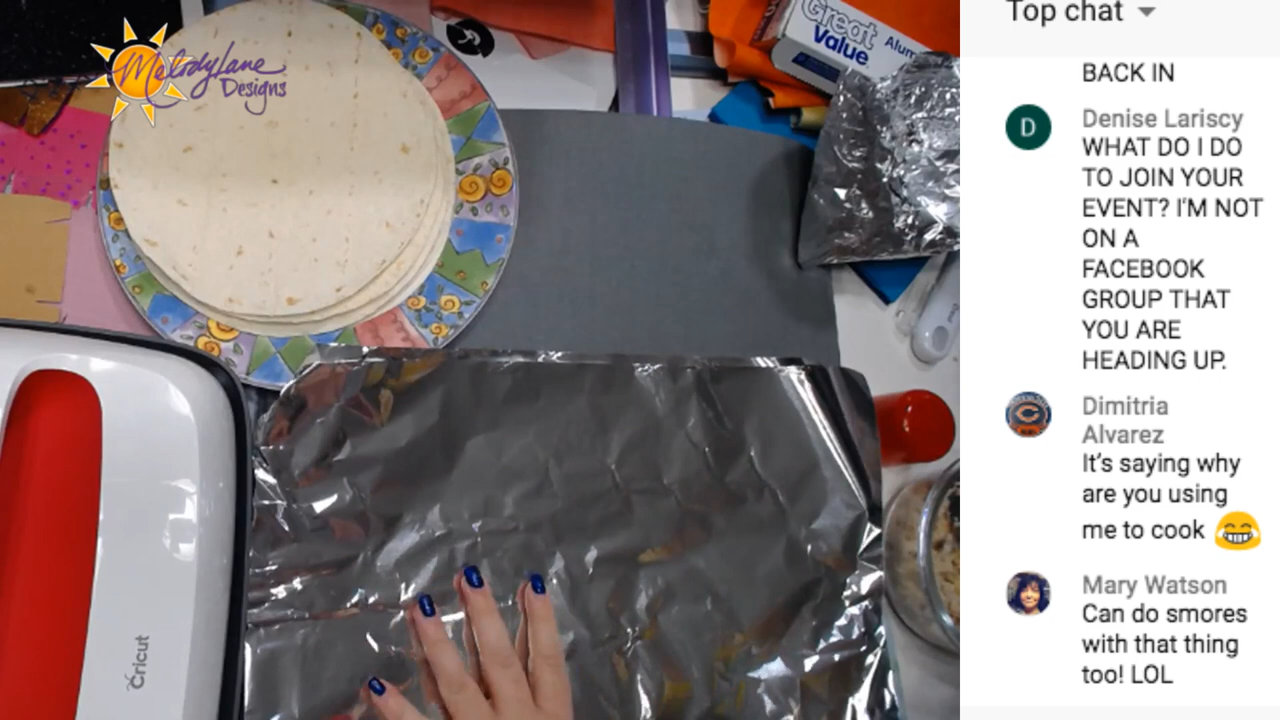 MelodyLane
Designs
Great
Value
Alum
Cricut
Top chat
BACK IN
D
Denise Lariscy
WHAT DO I DO
TO JOIN YOUR
EVENT? I'M NOT
ON A
FACEBOOK
GROUP THAT
YOU ARE
HEADING UP.
C
Dimitria
Alvarez
It's saying why
are you using
me to cook 😂
Mary Watson
Can do smores
with that thing
too! LOL